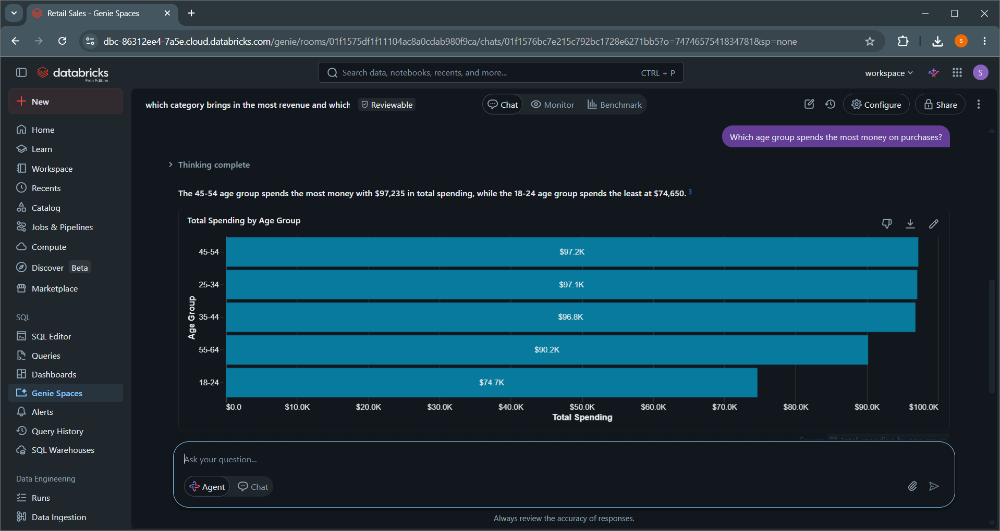 Retail Sales - Genie Spaces
dbc-86312ee4-7a5e.cloud.databricks.com/genie/rooms/01f1575df1f11104ac8a0cdab980f9ca/chats/01f1576bc7e215c792bc1728e6271bb5?o=7474657541834781&sp=none
S
databricks
Free Edition
Search data, notebooks, recents, and more...
CTRL + P
workspace
S
New
Home
Learn
Workspace
Recents
Catalog
Jobs & Pipelines
Compute
Discover Beta
Marketplace
SQL
SQL Editor
Queries
Dashboards
Genie Spaces
Alerts
Query History
SQL Warehouses
Data Engineering
Runs
Data Ingestion
which category brings in the most revenue and which
Reviewable
Chat
Monitor
Benchmark
Configure
Share
Which age group spends the most money on purchases?
Thinking complete
The 45-54 age group spends the most money with $97,235 in total spending, while the 18-24 age group spends the least at $74,650. 3
Total Spending by Age Group
Age Group
45-54 $97.2K
25-34 $97.1K
35-44 $96.8K
55-64 $90.2K
18-24 $74.7K
$0.0 $10.0K $20.0K $30.0K $40.0K $50.0K $60.0K $70.0K $80.0K $90.0K $100.0K
Total Spending
Source: Total spending by age group
Ask your question...
Agent
Chat
Always review the accuracy of responses.